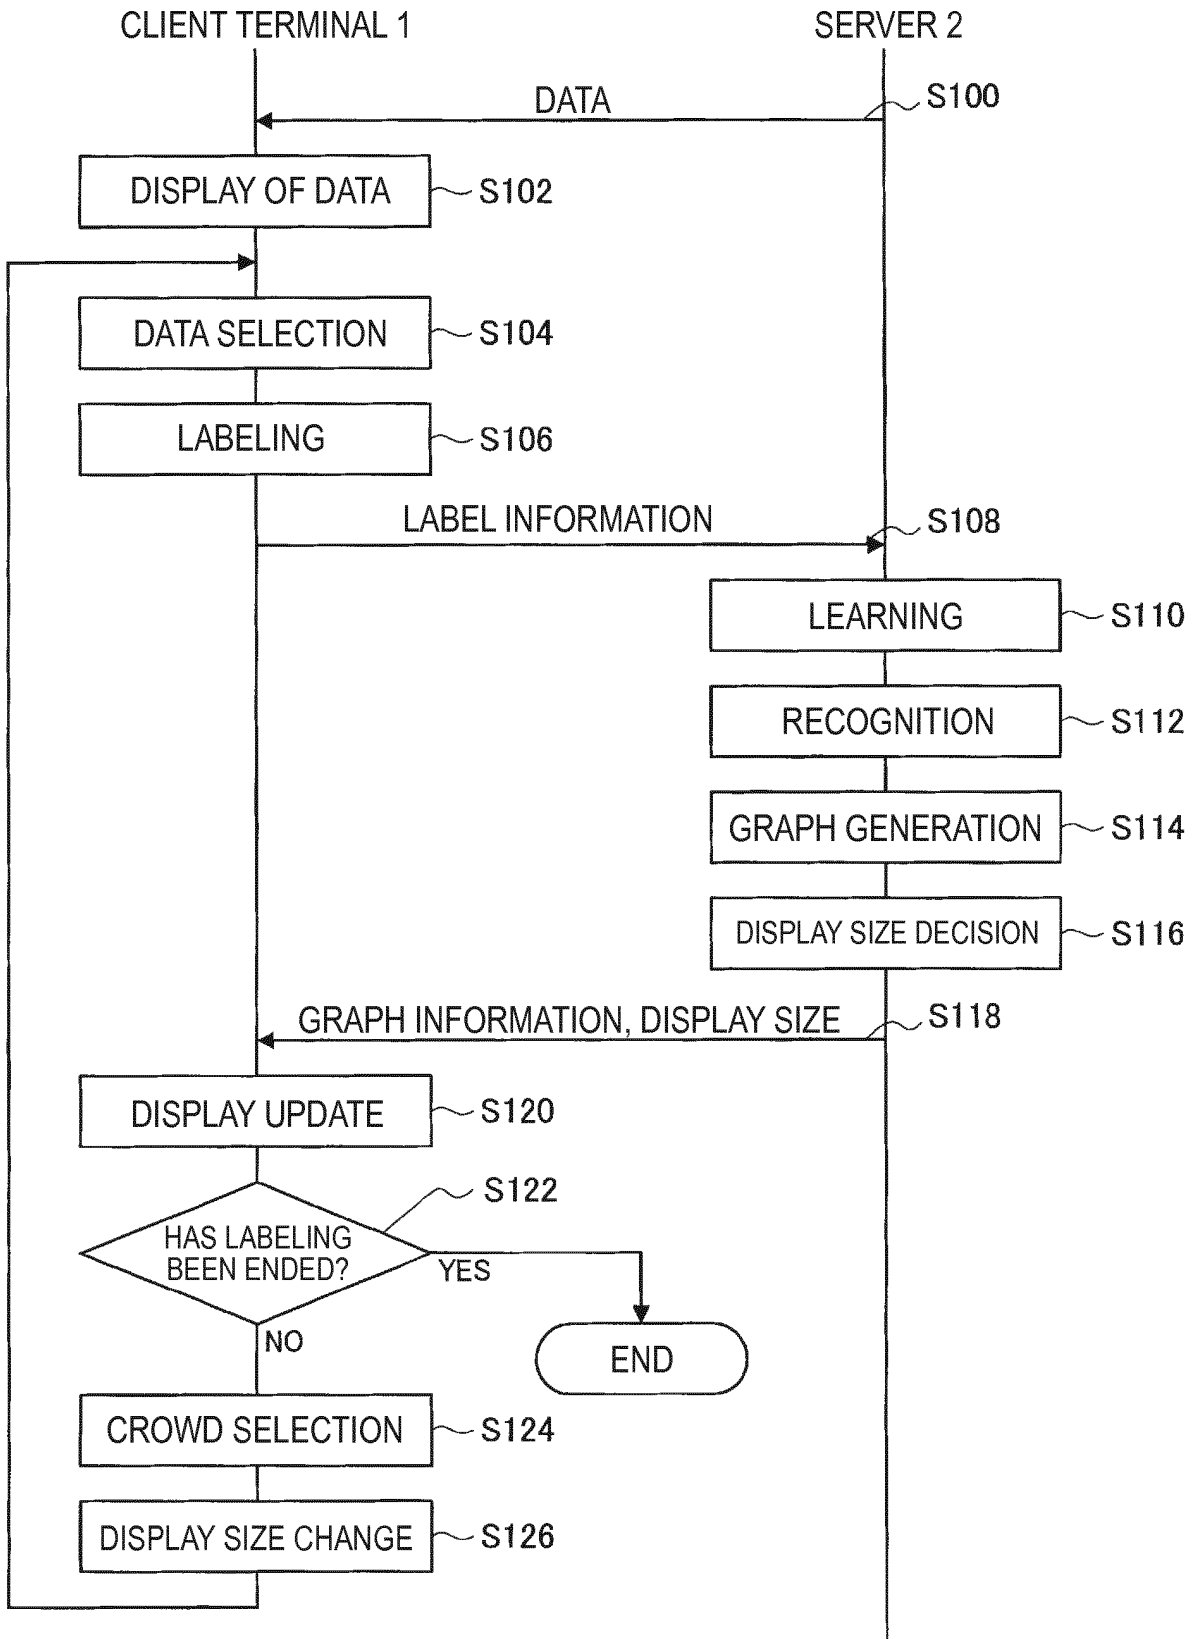 CLIENT TERMINAL 1
SERVER 2
DATA
S100
DISPLAY OF DATA
S102
DATA SELECTION
S104
LABELING
S106
LABEL INFORMATION
S108
LEARNING
S110
RECOGNITION
S112
GRAPH GENERATION
S114
DISPLAY SIZE DECISION
S116
GRAPH INFORMATION, DISPLAY SIZE
S118
DISPLAY UPDATE
S120
S122
HAS LABELING
BEEN ENDED?
YES
NO
END
CROWD SELECTION
S124
DISPLAY SIZE CHANGE
S126